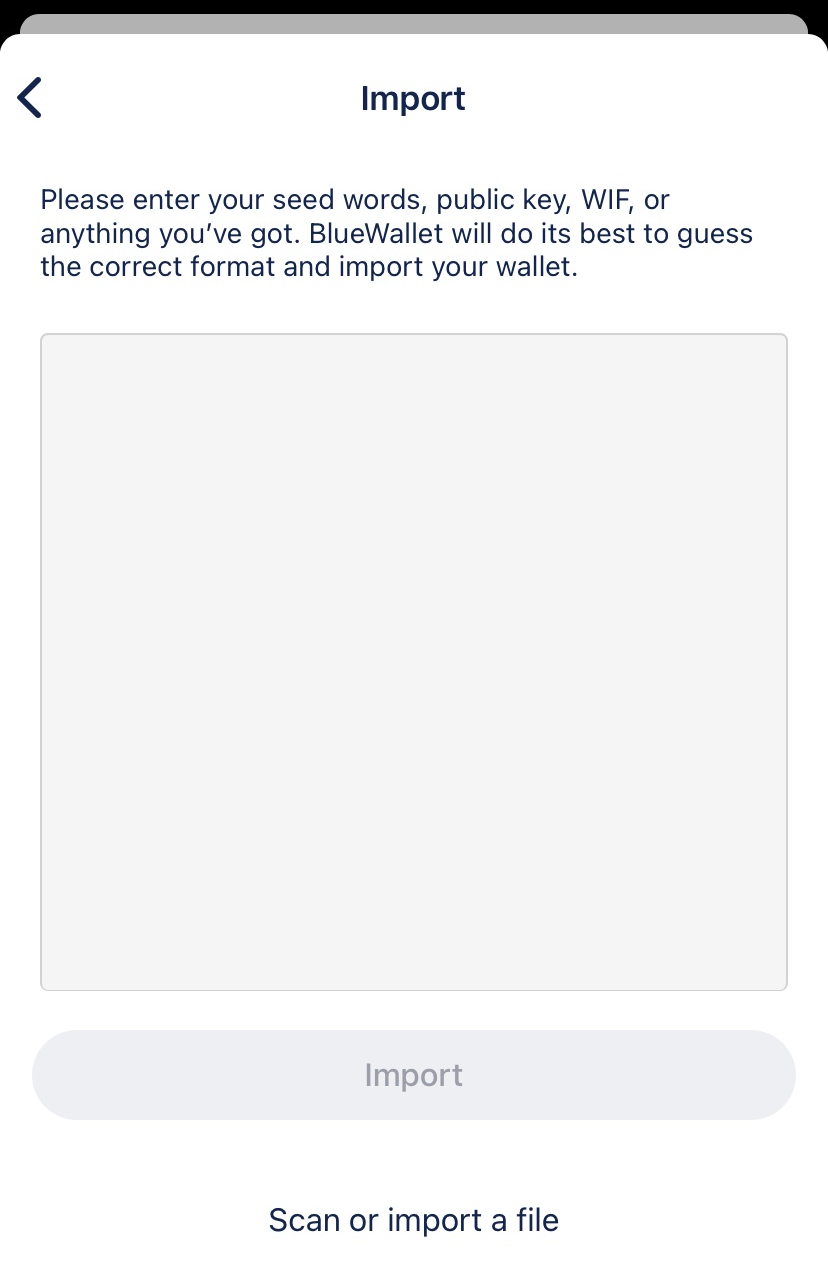 Import
Please enter your seed words, public key, WIF, or
anything you’ve got. BlueWallet will do its best to guess
the correct format and import your wallet.
Import
Scan or import a file